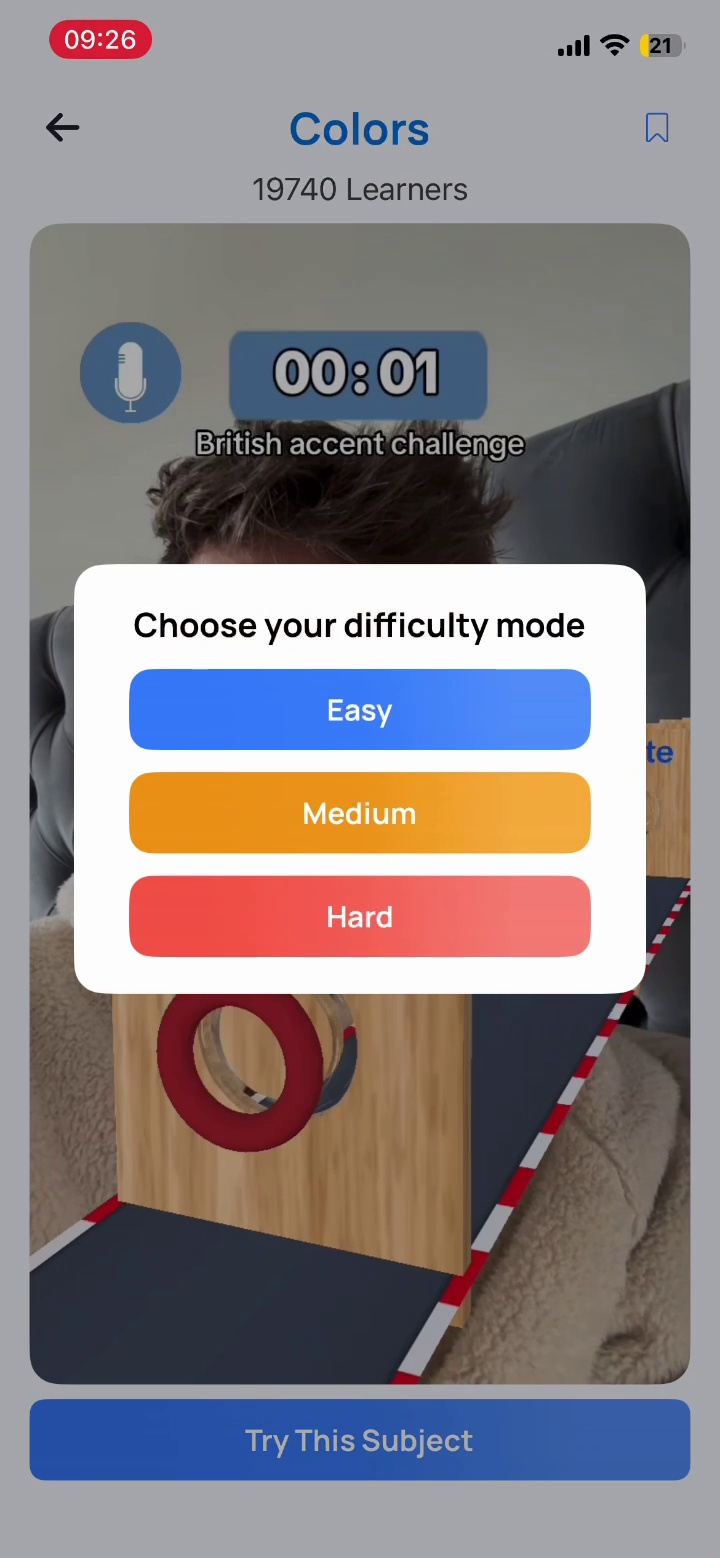 09:26
21
Colors
19740 Learners
00:01
British accent challenge
Choose your difficulty mode
Easy
te
Medium
Hard
Try This Subject